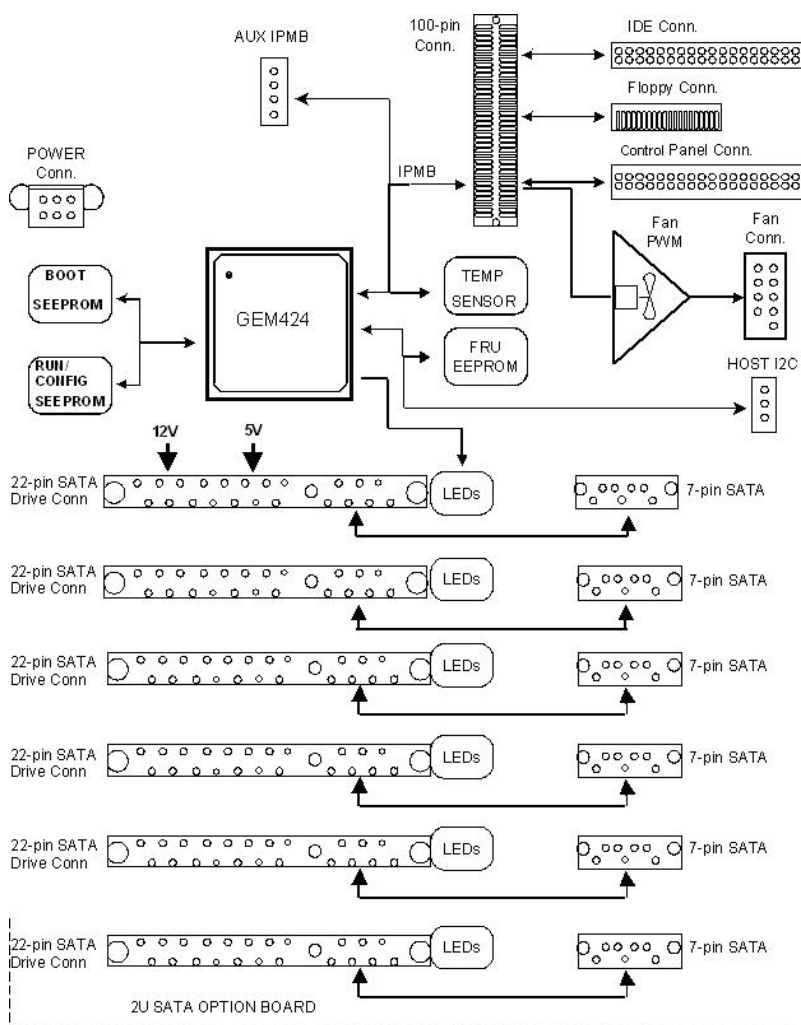 100-pin
Conn.
IDE Conn.
AUX IPMB
Floppy Conn.
POWER
Conn.
IPMB
Control Panel Conn.
Fan
PWM
Fan
Conn.
BOOT
SEEPROM
GEM424
TEMP
SENSOR
RUN/
CONFIG
SEEPROM
FRU
EEPROM
HOST I2C
12V
5V
22-pin SATA
Drive Conn
LEDs
7-pin SATA
22-pin SATA
Drive Conn
LEDs
7-pin SATA
22-pin SATA
Drive Conn
LEDs
7-pin SATA
22-pin SATA
Drive Conn
LEDs
7-pin SATA
22-pin SATA
Drive Conn
LEDs
7-pin SATA
22-pin SATA
Drive Conn
LEDs
7-pin SATA
2U SATA OPTION BOARD